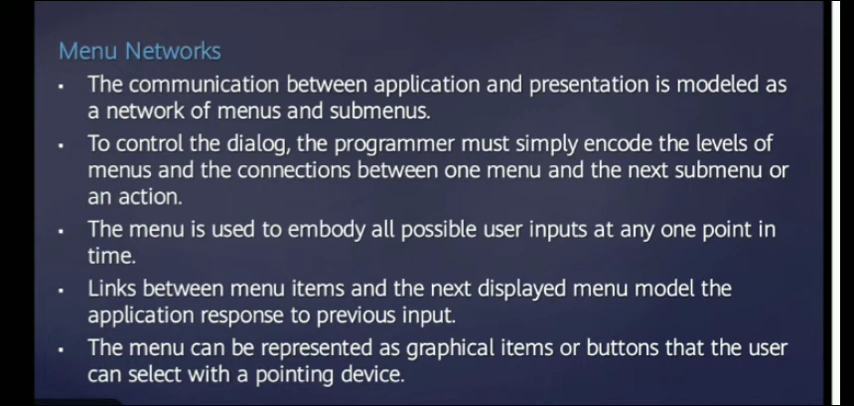 Menu Networks
• The communication between application and presentation is modeled as
a network of menus and submenus.
• To control the dialog, the programmer must simply encode the levels of
menus and the connections between one menu and the next submenu or
an action.
• The menu is used to embody all possible user inputs at any one point in
time.
• Links between menu items and the next displayed menu model the
application response to previous input.
• The menu can be represented as graphical items or buttons that the user
can select with a pointing device.